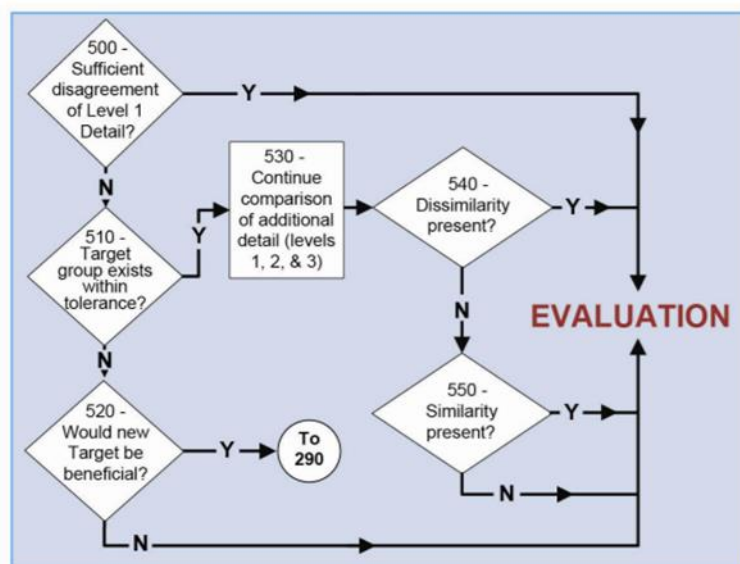 500 -
Sufficient
disagreement
of Level 1
Detail?
Y
N
510 -
Target
group exists
within
tolerance?
Y
530 -
Continue
comparison
of additional
detail (levels
1, 2, & 3)
540 -
Dissimilarity
present?
Y
N
EVALUATION
N
520 -
Would new
Target be
beneficial?
Y
To
290
550 -
Similarity
present?
Y
N
N